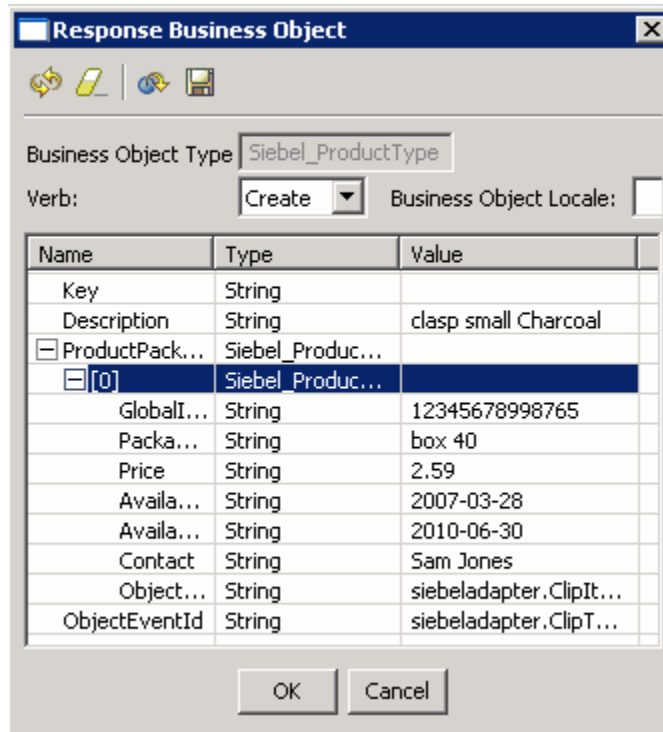 Response Business Object
Business Object Type Siebel_ProductType
Verb: Create Business Object Locale:
Name Type Value
Key String
Description String clasp small Charcoal
ProductPack... Siebel_Produc...
[0] Siebel_Produc...
GlobalI... String 12345678998765
Packa... String box 40
Price String 2.59
Availa... String 2007-03-28
Availa... String 2010-06-30
Contact String Sam Jones
Object... String siebeladapter.ClipIt...
ObjectEventId String siebeladapter.ClipT...
OK Cancel